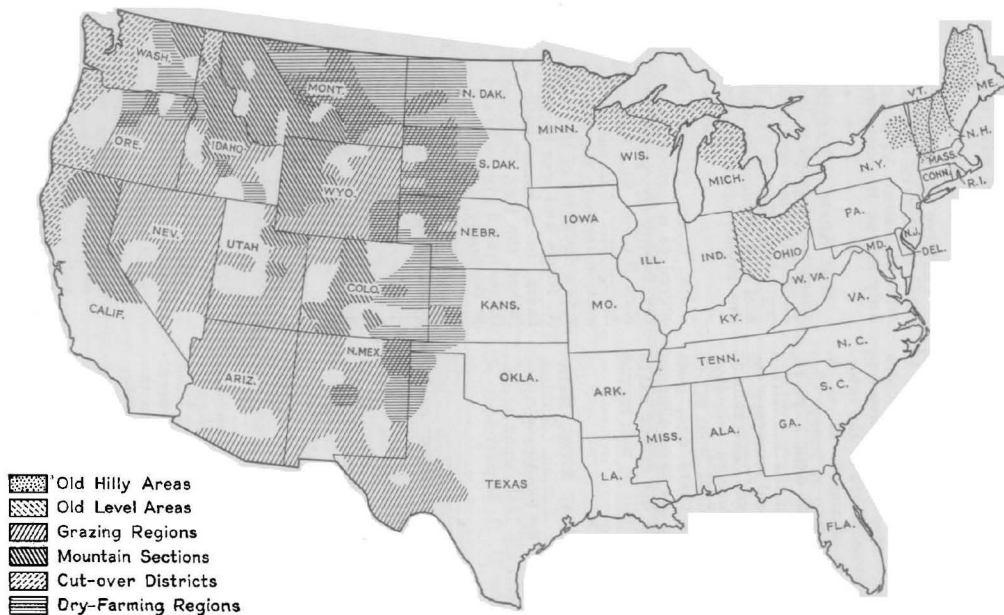 WASH.
MONT.
N. DAK.
MINN.
VT.
ME.
ORE.
IDAHO
WYO.
S. DAK.
WIS.
MICH.
N.Y.
N.H.
MASS.
CONN.
R.I.
NEV.
UTAH
COLO.
NEBR.
IOWA
ILL.
IND.
OHIO
PA.
N.J.
MD.
DEL.
W. VA.
VA.
CALIF.
KANS.
MO.
KY.
ARIZ.
N.MEX.
OKLA.
ARK.
TENN.
N. C.
S. C.
TEXAS
LA.
MISS.
ALA.
GA.
FLA.
Old Hilly Areas
Old Level Areas
Grazing Regions
Mountain Sections
Cut-over Districts
Dry-Farming Regions